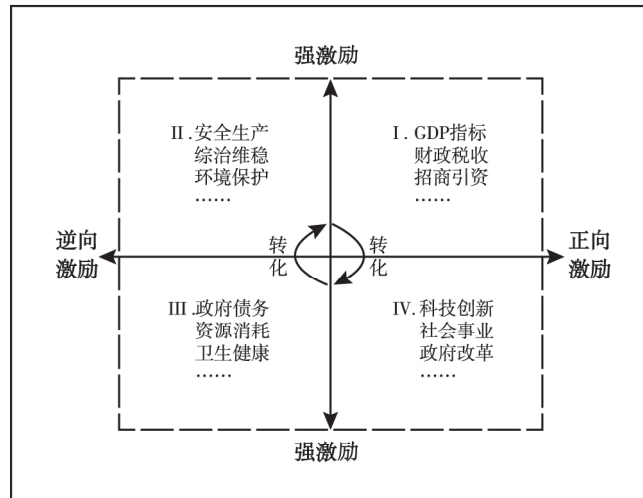 强激励
II.安全生产
综治维稳
环境保护
……
I.GDP指标
财政税收
招商引资
……
逆向
激励
转
化
转
化
正向
激励
III.政府债务
资源消耗
卫生健康
……
IV.科技创新
社会事业
政府改革
……
强激励